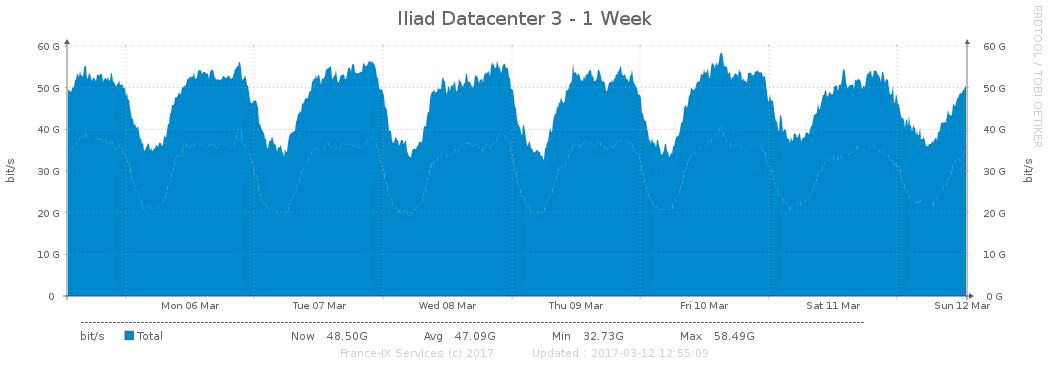 Iliad Datacenter 3 - 1 Week
RRDTOOL / TOBI OETIKER
60 G 60 G
50 G 50 G
40 G 40 G
30 G 30 G
20 G 20 G
10 G 10 G
0 0 G
bit/s bit/s
Mon 06 Mar Tue 07 Mar Wed 08 Mar Thu 09 Mar Fri 10 Mar Sat 11 Mar Sun 12 Mar
bit/s Total Now 48.50G Avg 47.09G Min 32.73G Max 58.49G
France-IX Services (c) 2017 Updated : 2017-03-12 12:55:09